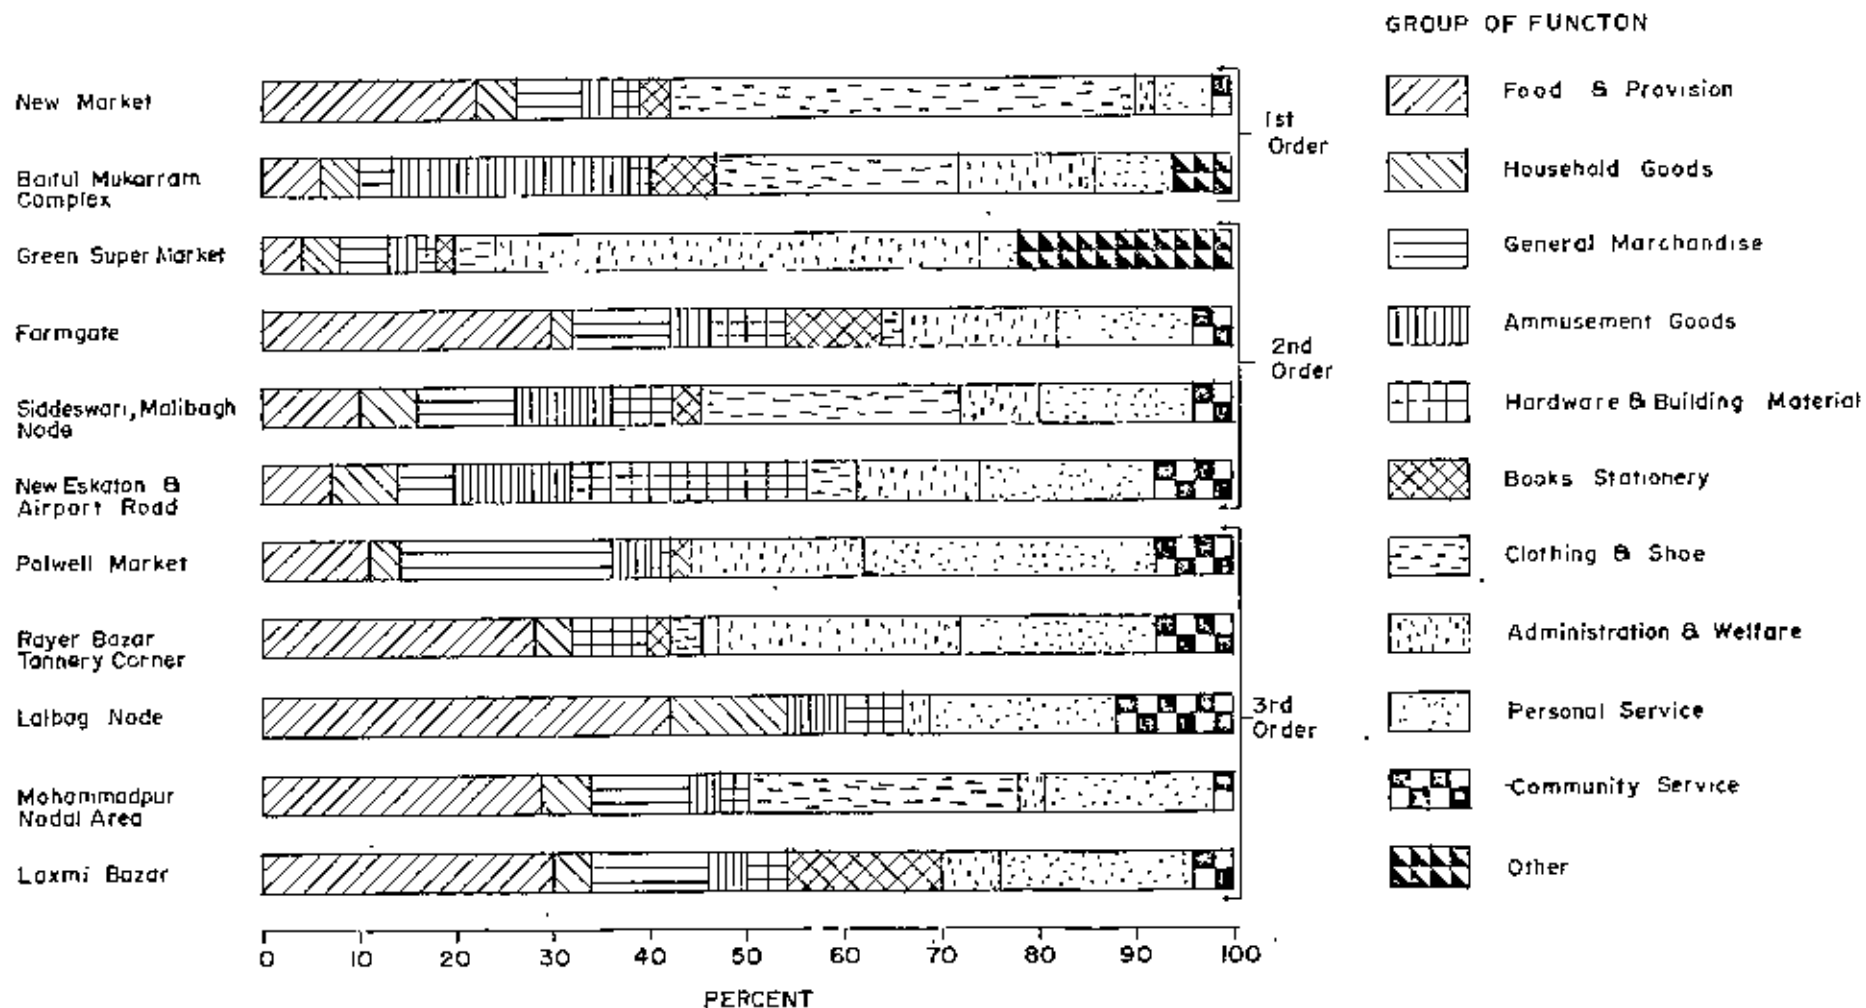 GROUP OF FUNCTON
New Market
Baitul Mukarram
Complex
Green Super Market
Farmgate
Siddeswari, Malibagh
Node
New Eskaton &
Airport Road
Polwell Market
Rayer Bazar
Tannery Corner
Lalbag Node
Mohammadpur
Nodal Area
Laxmi Bazar
1st
Order
2nd
Order
3rd
Order
Food & Provision
Household Goods
General Marchandise
Ammusement Goods
Hardware & Building Material
Books Stationery
Clothing & Shoe
Administration & Welfare
Personal Service
Community Service
Other
0 10 20 30 40 50 60 70 80 90 100
PERCENT